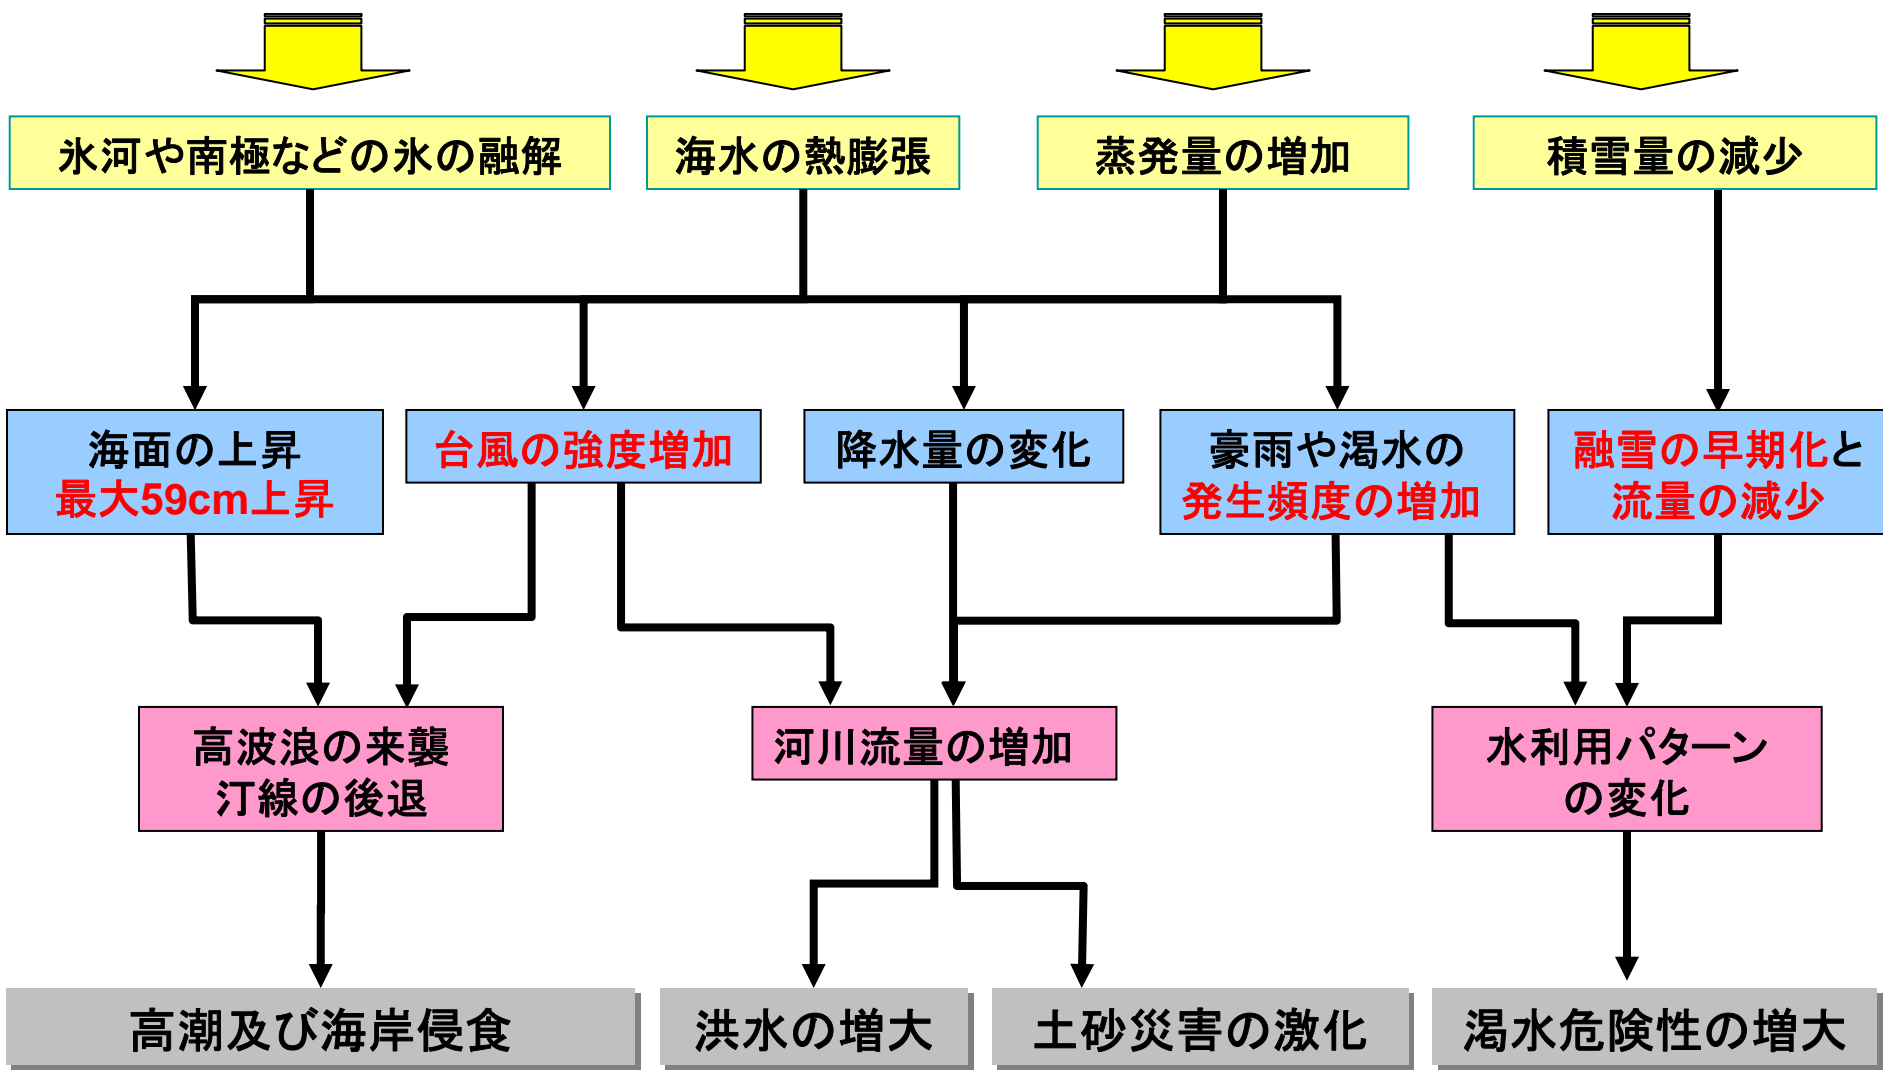 氷河や南極などの氷の融解
海水の熱膨張
蒸発量の増加
積雪量の減少
海面の上昇
最大59cm上昇
台風の強度増加
降水量の変化
豪雨や渇水の
発生頻度の増加
融雪の早期化と
流量の減少
高波浪の来襲
汀線の後退
河川流量の増加
水利用パターン
の変化
高潮及び海岸侵食
洪水の増大
土砂災害の激化
渇水危険性の増大